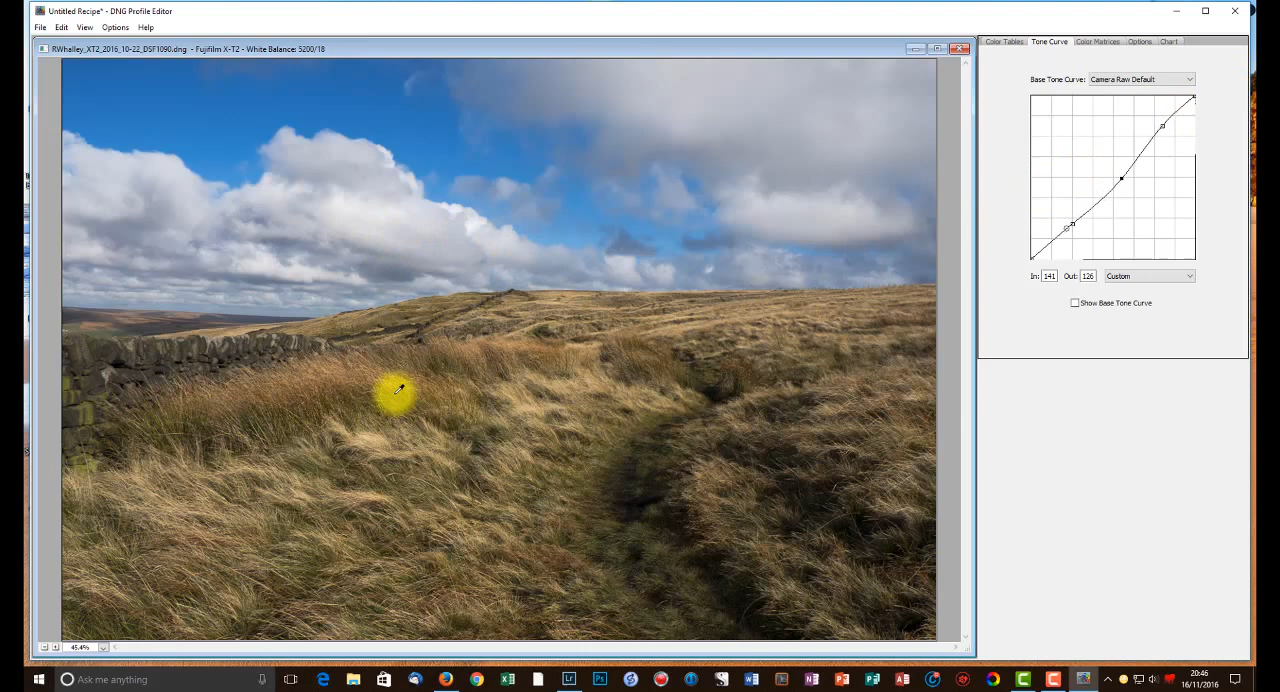 Untitled Recipe* - DNG Profile Editor
File Edit View Options Help
RWhalley_XT2_2016_10-22_DSF1090.dng - Fujifilm X-T2 - White Balance: 5200/18
Color Tables Tone Curve Color Matrices Options Chart
Base Tone Curve: Camera Raw Default
In: 141 Out: 126 Custom
Show Base Tone Curve
45.4%
Ask me anything
20:46
16/11/2016